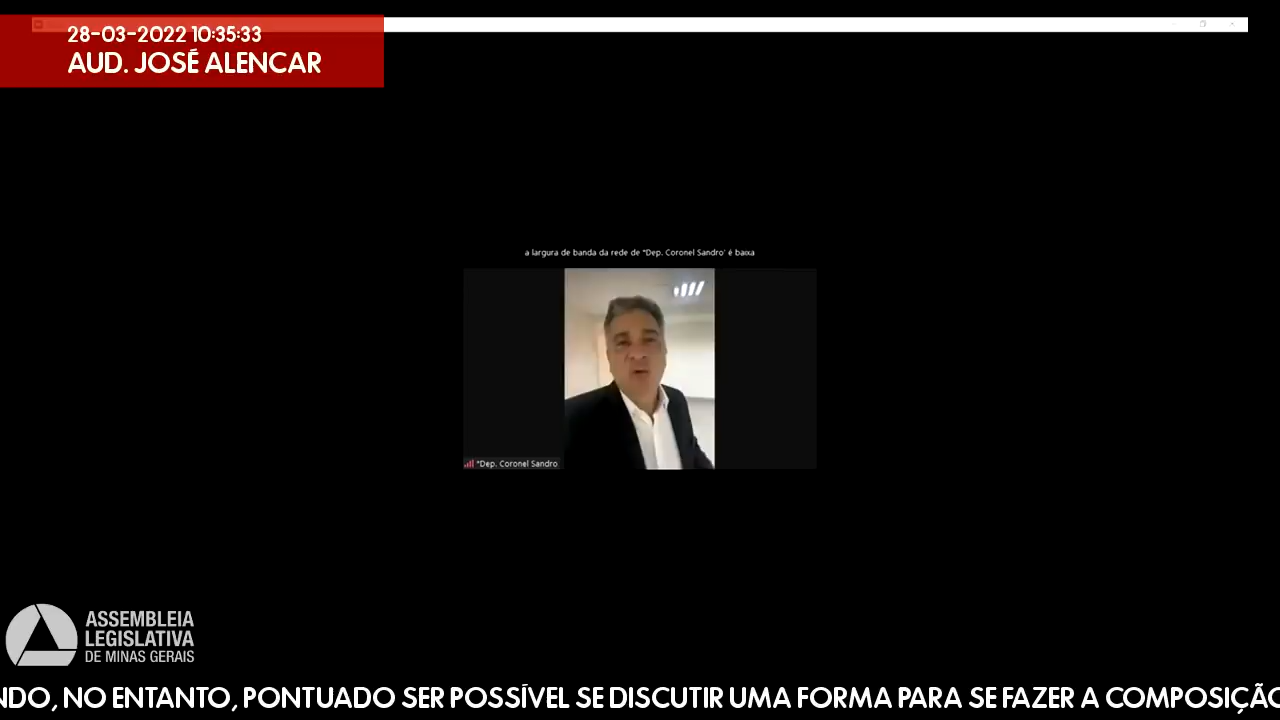 28-03-2022 10:35:33
AUD. JOSÉ ALENCAR
a largura de banda da rede de "Dep. Coronel Sandro' é baixa
*Dep. Coronel Sandro
ASSEMBLEIA
LEGISLATIVA
DE MINAS GERAIS
NDO, NO ENTANTO, PONTUADO SER POSSÍVEL SE DISCUTIR UMA FORMA PARA SE FAZER A COMPOSIÇÃO